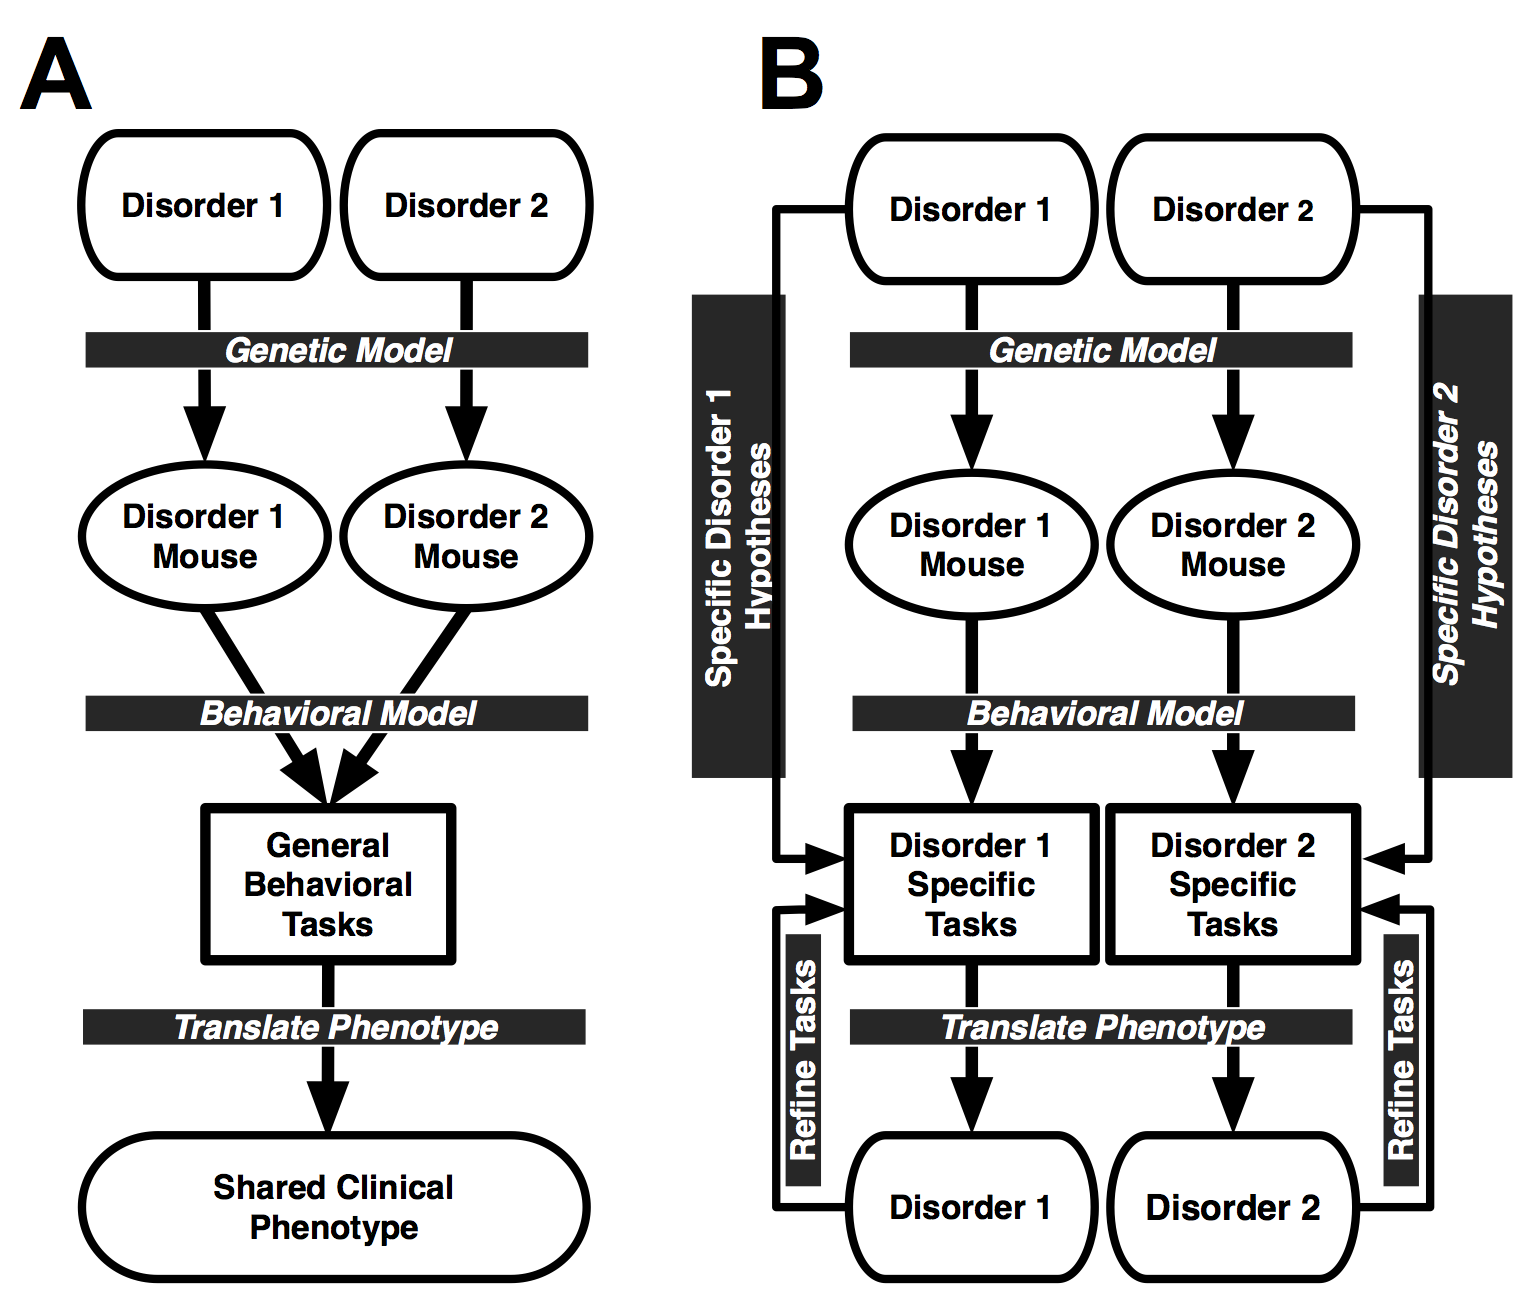 A
Disorder 1
Disorder 2
Genetic Model
Disorder 1
Mouse
Disorder 2
Mouse
Behavioral Model
General
Behavioral
Tasks
Translate Phenotype
Shared Clinical
Phenotype
B
Disorder 1
Disorder 2
Genetic Model
Specific Disorder 1
Hypotheses
Specific Disorder 2
Hypotheses
Disorder 1
Mouse
Disorder 2
Mouse
Behavioral Model
Disorder 1
Specific
Tasks
Disorder 2
Specific
Tasks
Refine Tasks
Translate Phenotype
Refine Tasks
Disorder 1
Disorder 2